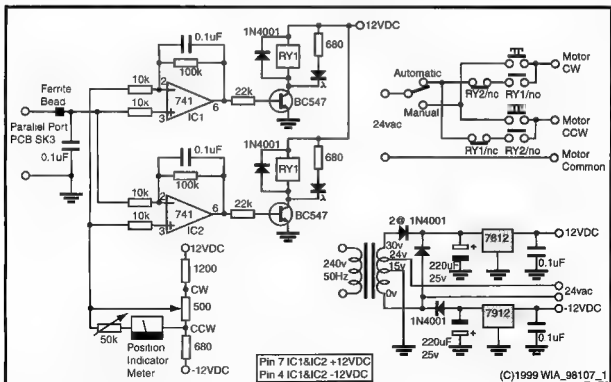 0.1uF
100k
10k
10k
2
3
741
6
IC1
22k
1N4001
RY1
680
12VDC
BC547
Ferrite
Bead
Parallel Port
PCB SK3
0.1uF
0.1uF
100k
10k
10k
2
3
741
6
IC2
22k
1N4001
RY1
680
BC547
Automatic
Manual
24vac
RY2/nc
RY1/no
RY1/nc
RY2/no
Motor
CW
Motor
CCW
Motor
Common
12VDC
1200
CW
500
CCW
680
-12VDC
50k
Position
Indicator
Meter
240v
50Hz
30v
24v
15v
0v
2@ 1N4001
1N4001
220uF
25v
+
7812
0.1uF
12VDC
24vac
-12VDC
220uF
25v
+
7912
0.1uF
Pin 7 IC1&IC2 +12VDC
Pin 4 IC1&IC2 -12VDC
(C)1999 WIA_98107_1